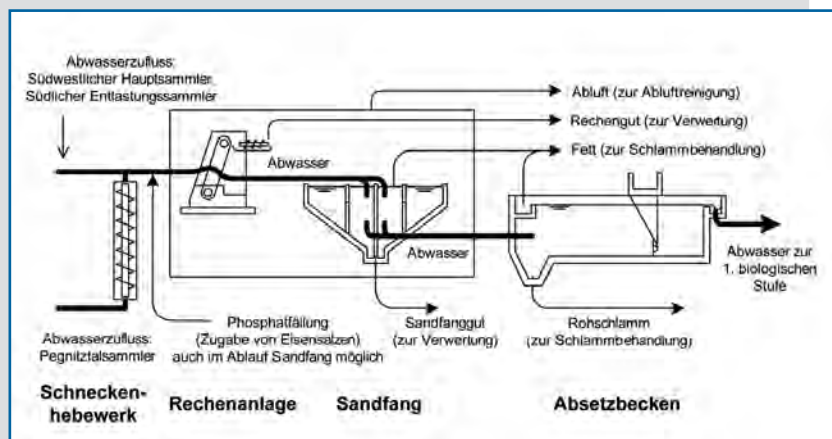 Abwasserzufluss:
Südwestlicher Hauptsammler,
Südlicher Entlastungssammler
Abluft (zur Abluftreinigung)
Rechengut (zur Verwertung)
Abwasser
Fett (zur Schlammbehandlung)
Abwasser
Abwasser zur
1. biologischen
Stufe
Abwasserzufluss:
Pegnitztalsammler
Phosphatfällung
(Zugabe von Eisensalzen)
auch im Ablauf Sandfang möglich
Sandfanggut
(zur Verwertung)
Rohschlamm
(zur Schlammbehandlung)
Schnecken-
hebewerk
Rechenanlage
Sandfang
Absetzbecken